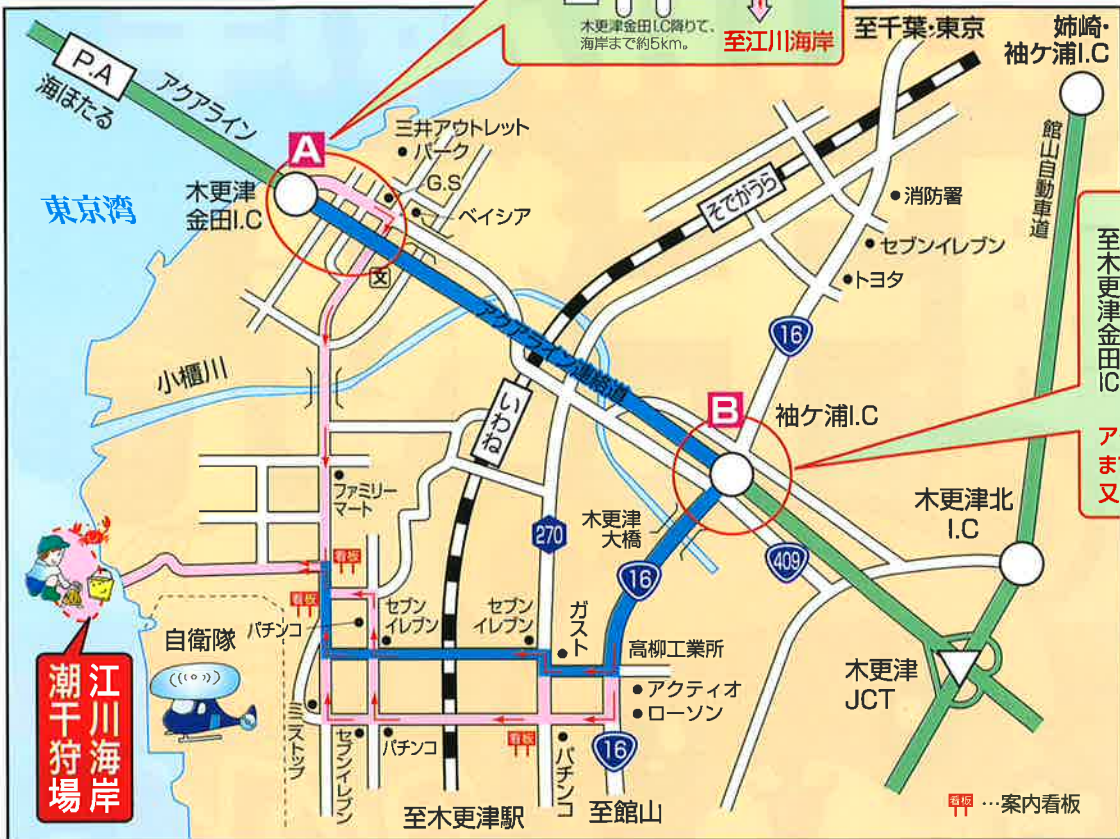 木更津金田I.C降りて、
海岸まで約5km。
至江川海岸
至千葉・東京
姉崎・
袖ケ浦I.C
P.A
海ほたる
アクアライン
A
三井アウトレット
パーク
G.S
ベイシア
木更津
金田I.C
東京湾
文
そでがうら
消防署
セブンイレブン
トヨタ
館山自動車道
16
アクアライン連絡道
小櫃川
いわね
B
袖ケ浦I.C
至木更津金田IC
ア
ま
又
ファミリー
マート
270
木更津
大橋
16
409
木更津北
I.C
看板
看板
パチンコ
セブン
イレブン
セブン
イレブン
ガスト
高柳工業所
アクティオ
ローソン
木更津
JCT
自衛隊
江川海岸
潮干狩場
ミニストップ
セブンイレブン
パチンコ
看板
パチンコ
16
至木更津駅
至館山
看板 …案内看板